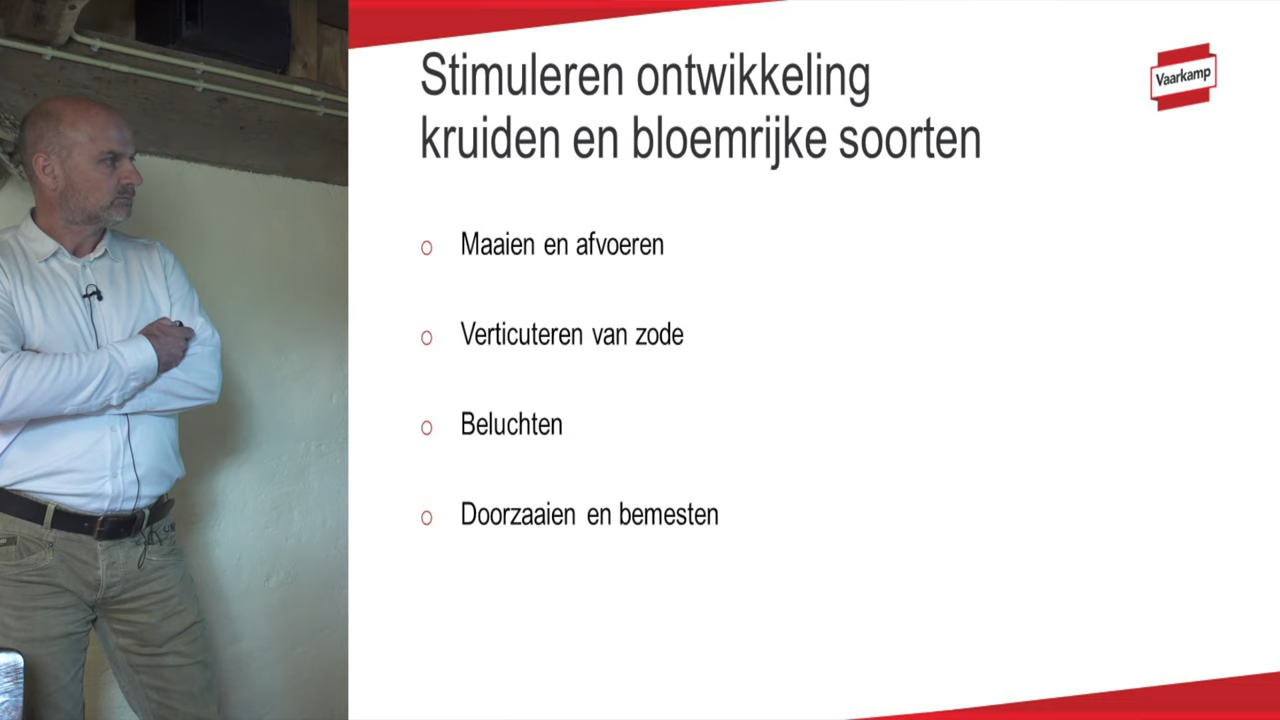 Stimuleren ontwikkeling
kruiden en bloemrijke soorten
Vaarkamp
o Maaien en afvoeren
o Verticuteren van zode
o Beluchten
o Doorzaaien en bemesten